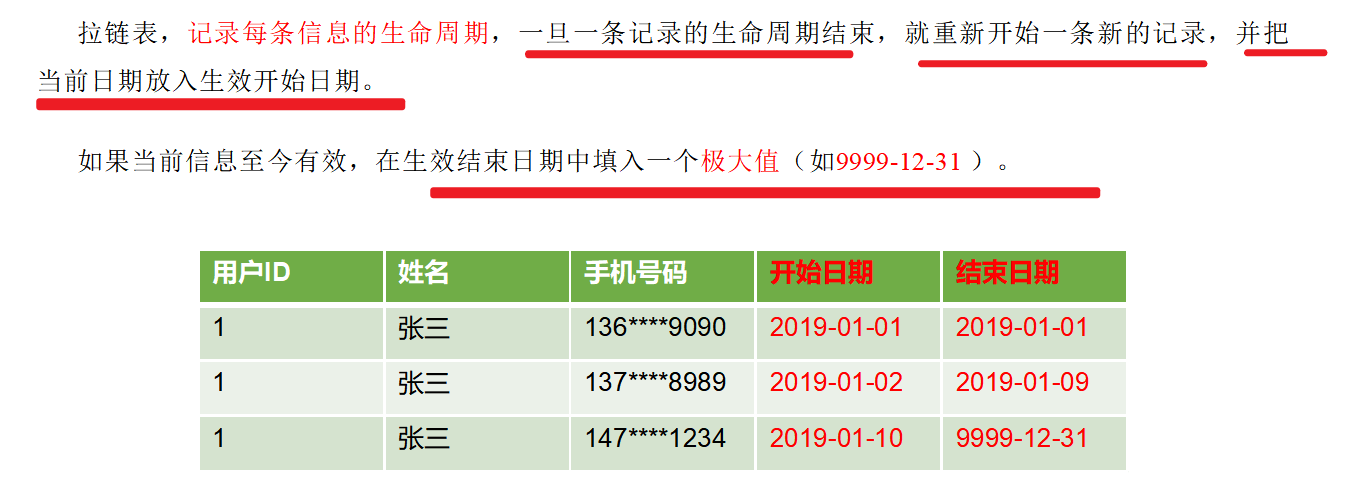 拉链表，记录每条信息的生命周期，一旦一条记录的生命周期结束，就重新开始一条新的记录，并把
当前日期放入生效开始日期。
如果当前信息至今有效，在生效结束日期中填入一个极大值（如9999-12-31 ）。
用户ID 姓名 手机号码 开始日期 结束日期
1 张三 136****9090 2019-01-01 2019-01-01
1 张三 137****8989 2019-01-02 2019-01-09
1 张三 147****1234 2019-01-10 9999-12-31